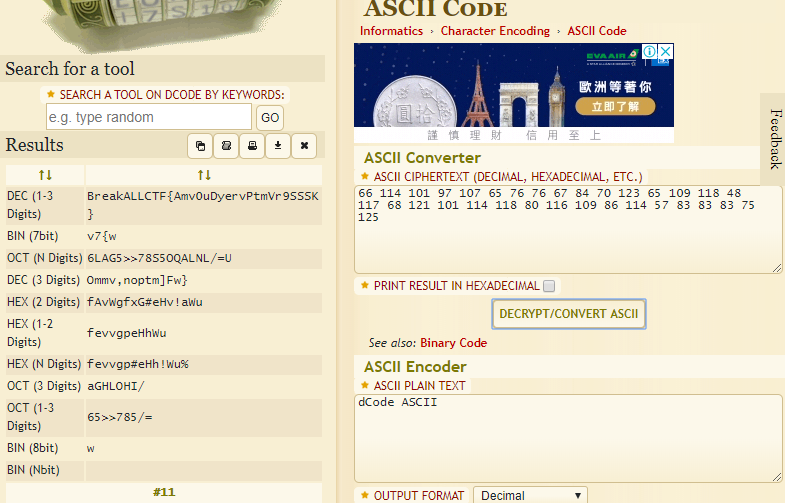 Search for a tool
★ SEARCH A TOOL ON DCODE BY KEYWORDS:
e.g. type random
GO
Results
↑↓ ↑↓
DEC (1-3 Digits) BreakALLCTF{Amv0uDyervPtmVr9SSSK}
BIN (7bit) v7{w
OCT (N Digits) 6LAG5>>78S5OQALNL/=U
DEC (3 Digits) Ommv,noptm]Fw}
HEX (2 Digits) fAvWgfxG#eHv!aWu
HEX (1-2 Digits) fevvgpeHhWu
HEX (N Digits) fevvgp#eHh!Wu%
OCT (3 Digits) aGHLOHI/
OCT (1-3 Digits) 65>>785/=
BIN (8bit) w
BIN (Nbit)
#11
ASCII Code
Informatics › Character Encoding › ASCII Code
EVA AIR
A STAR ALLIANCE MEMBER
歐洲等著你
立即了解
謹慎理財 信用至上
ASCII Converter
★ ASCII CIPHERTEXT (DECIMAL, HEXADECIMAL, ETC.)
66 114 101 97 107 65 76 76 67 84 70 123 65 109 118 48
117 68 121 101 114 118 80 116 109 86 114 57 83 83 83 75
125
★ PRINT RESULT IN HEXADECIMAL
DECRYPT/CONVERT ASCII
See also: Binary Code
ASCII Encoder
★ ASCII PLAIN TEXT
dCode ASCII
★ OUTPUT FORMAT Decimal
Feedback